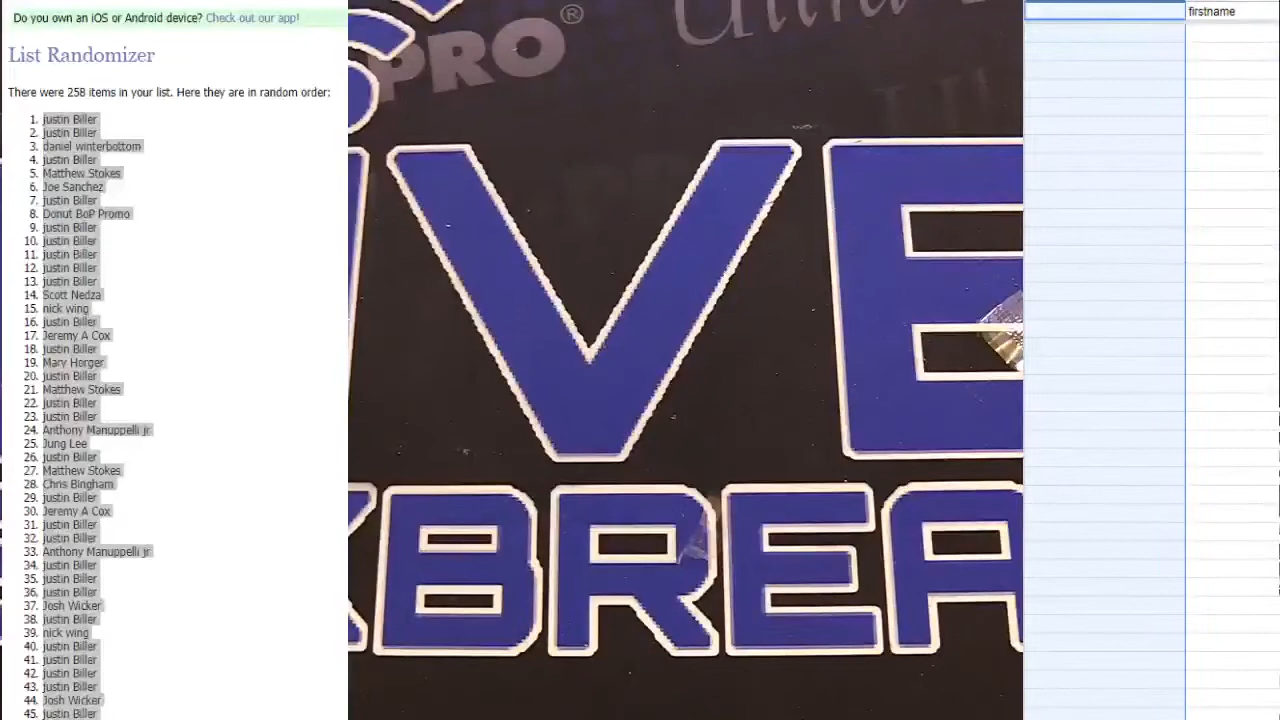 Do you own an iOS or Android device? Check out our app!
List Randomizer
There were 258 items in your list. Here they are in random order:
1. justin Biller
2. justin Biller
3. daniel winterbottom
4. justin Biller
5. Matthew Stokes
6. Joe Sanchez
7. justin Biller
8. Donut BoP Promo
9. justin Biller
10. justin Biller
11. justin Biller
12. justin Biller
13. justin Biller
14. Scott Nedza
15. nick wing
16. justin Biller
17. Jeremy A Cox
18. justin Biller
19. Mary Horger
20. justin Biller
21. Matthew Stokes
22. justin Biller
23. justin Biller
24. Anthony Manuppelli jr
25. Jung Lee
26. justin Biller
27. Matthew Stokes
28. Chris Bingham
29. justin Biller
30. Jeremy A Cox
31. justin Biller
32. justin Biller
33. Anthony Manuppelli jr
34. justin Biller
35. justin Biller
36. justin Biller
37. Josh Wicker
38. justin Biller
39. nick wing
40. justin Biller
41. justin Biller
42. justin Biller
43. justin Biller
44. Josh Wicker
45. justin Biller
PRO®
VE
BREA
firstname